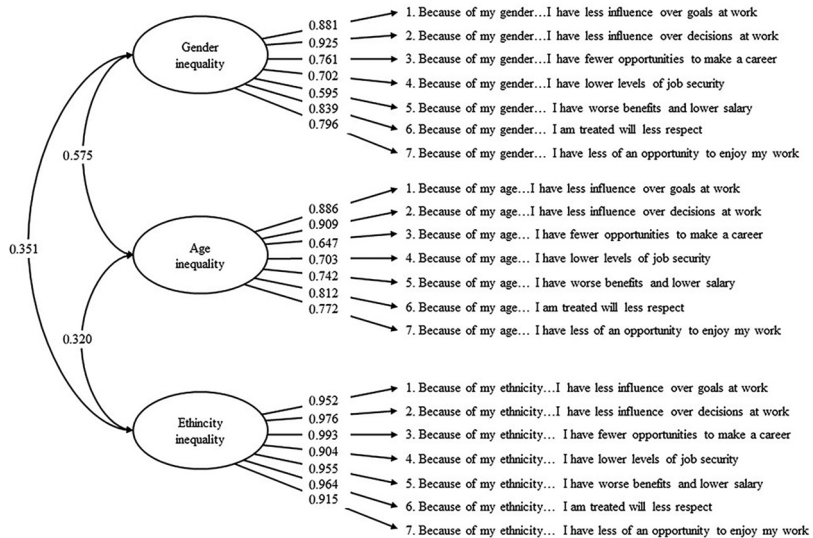 0.881 1. Because of my gender…I have less influence over goals at work
0.925 2. Because of my gender…I have less influence over decisions at work
0.761 3. Because of my gender…I have fewer opportunities to make a career
0.702 4. Because of my gender…I have lower levels of job security
0.595 5. Because of my gender… I have worse benefits and lower salary
0.839 6. Because of my gender… I am treated will less respect
0.796 7. Because of my gender… I have less of an opportunity to enjoy my work
Gender
inequality
0.575
0.886 1. Because of my age…I have less influence over goals at work
0.909 2. Because of my age…I have less influence over decisions at work
0.647 3. Because of my age… I have fewer opportunities to make a career
0.703 4. Because of my age… I have lower levels of job security
0.742 5. Because of my age… I have worse benefits and lower salary
0.812 6. Because of my age… I am treated will less respect
0.772 7. Because of my age… I have less of an opportunity to enjoy my work
Age
inequality
0.351
0.320
0.952 1. Because of my ethnicity…I have less influence over goals at work
0.976 2. Because of my ethnicity…I have less influence over decisions at work
0.993 3. Because of my ethnicity… I have fewer opportunities to make a career
0.904 4. Because of my ethnicity… I have lower levels of job security
0.955 5. Because of my ethnicity… I have worse benefits and lower salary
0.964 6. Because of my ethnicity… I am treated will less respect
0.915 7. Because of my ethnicity… I have less of an opportunity to enjoy my work
Ethincity
inequality